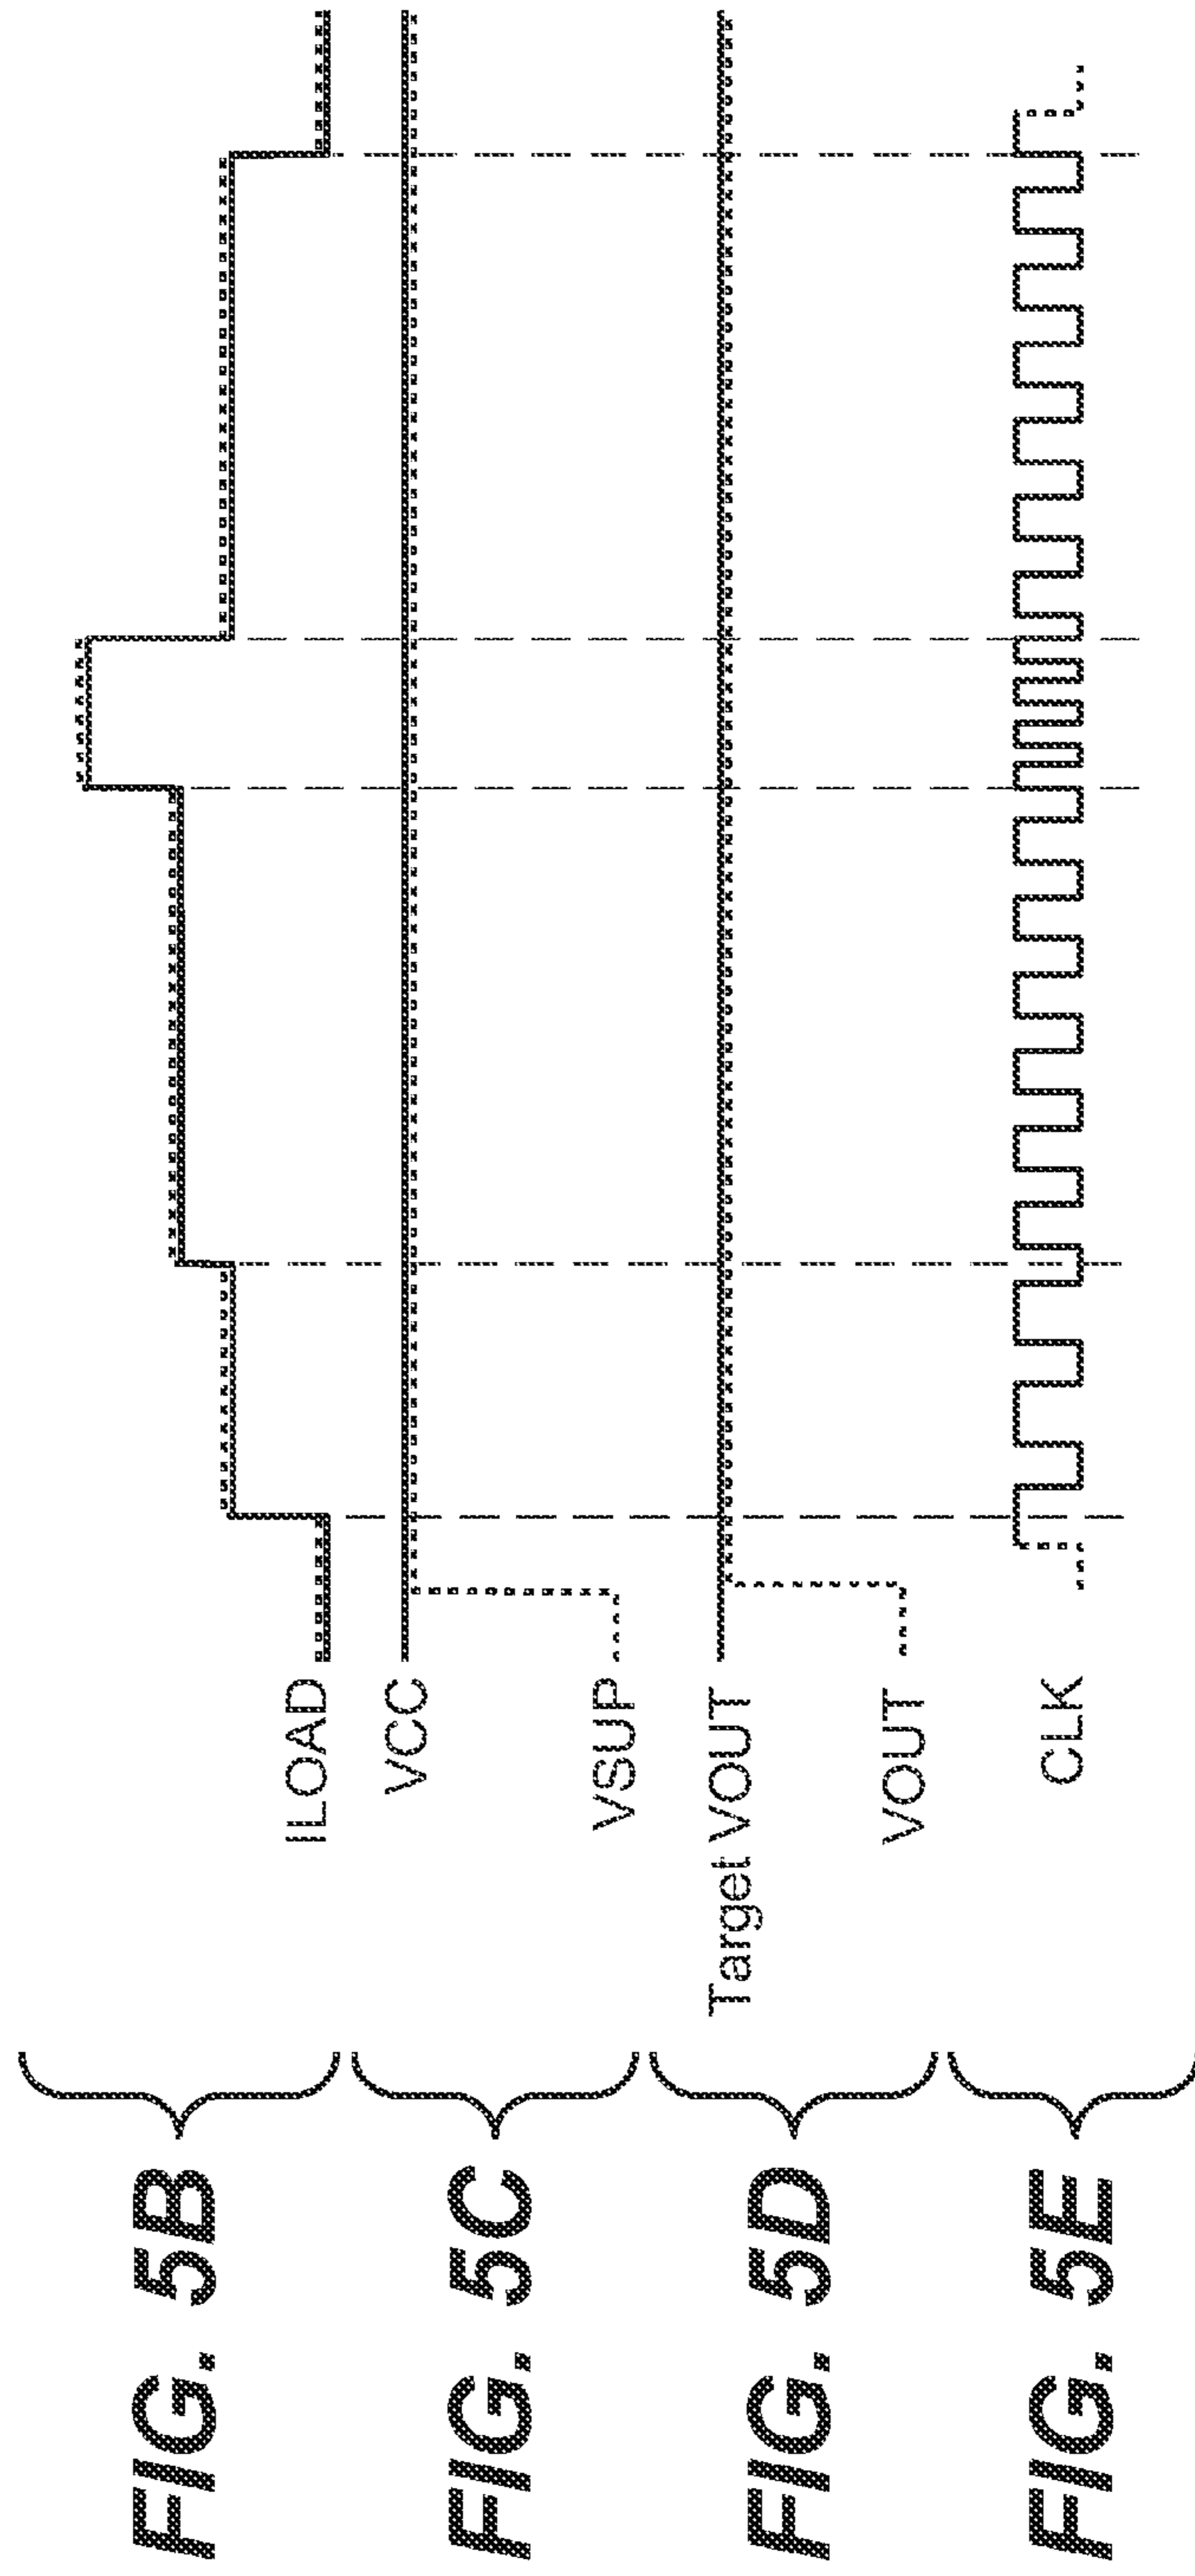 FIG. 5B
ILOAD
FIG. 5C
VCC
VSUP
FIG. 5D
Target VOUT
VOUT
FIG. 5E
CLK